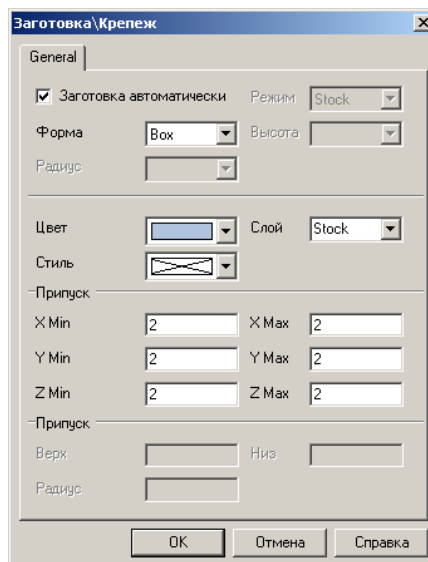 Заготовка\Крепеж
General
Заготовка автоматически Режим Stock
Форма Box Высота
Радиус
Цвет Слой Stock
Стиль
Припуск
X Min 2 X Max 2
Y Min 2 Y Max 2
Z Min 2 Z Max 2
Припуск
Верх Низ
Радиус
OK Отмена Справка